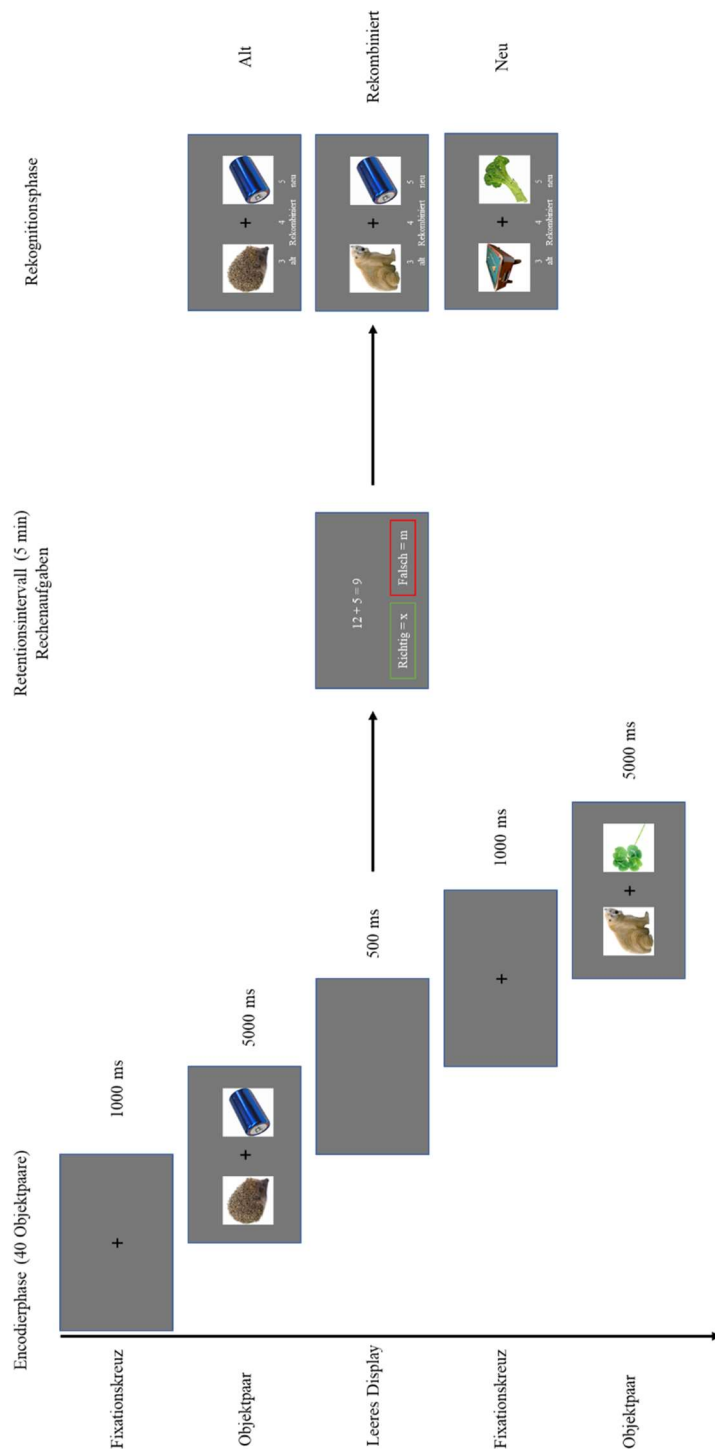 Encodierphase (40 Objektpaare)
Fixationskreuz
+
1000 ms
Objektpaar
+
5000 ms
Leeres Display
500 ms
Fixationskreuz
+
1000 ms
Objektpaar
+
5000 ms
Retentionsintervall (5 min)
Rechenaufgaben
12 + 5 = 9
Richtig = x
Falsch = m
Rekognitionsphase
+
3 4 5
alt Rekombiniert neu
Alt
+
3 4 5
alt Rekombiniert neu
Rekombiniert
+
3 4 5
alt Rekombiniert neu
Neu